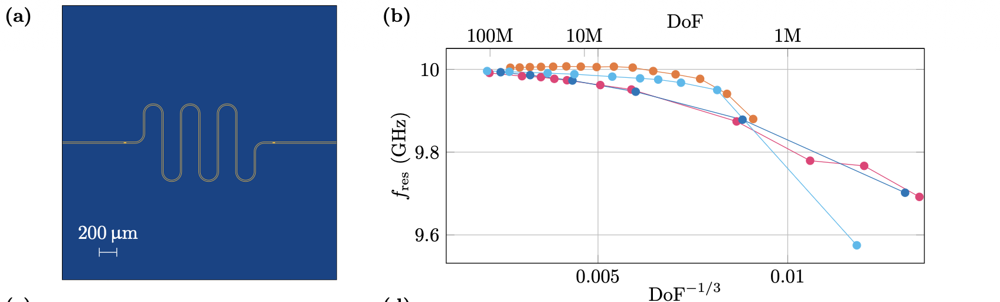 (a)
200 μm
(b)
DoF
100M 10M 1M
10
9.8
9.6
f_res (GHz)
0.005 0.01
DoF^−1/3